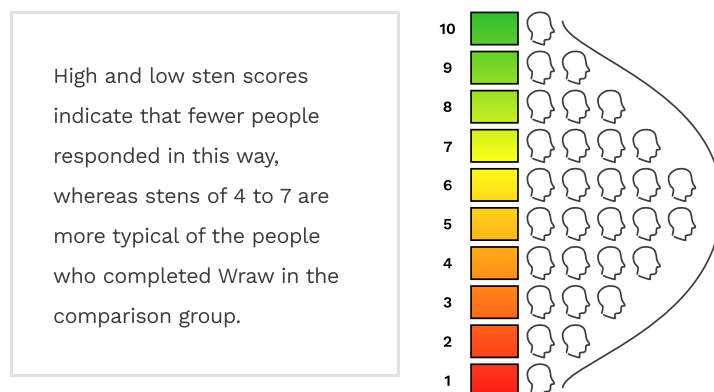 High and low sten scores
indicate that fewer people
responded in this way,
whereas stens of 4 to 7 are
more typical of the people
who completed Wraw in the
comparison group.
10
9
8
7
6
5
4
3
2
1